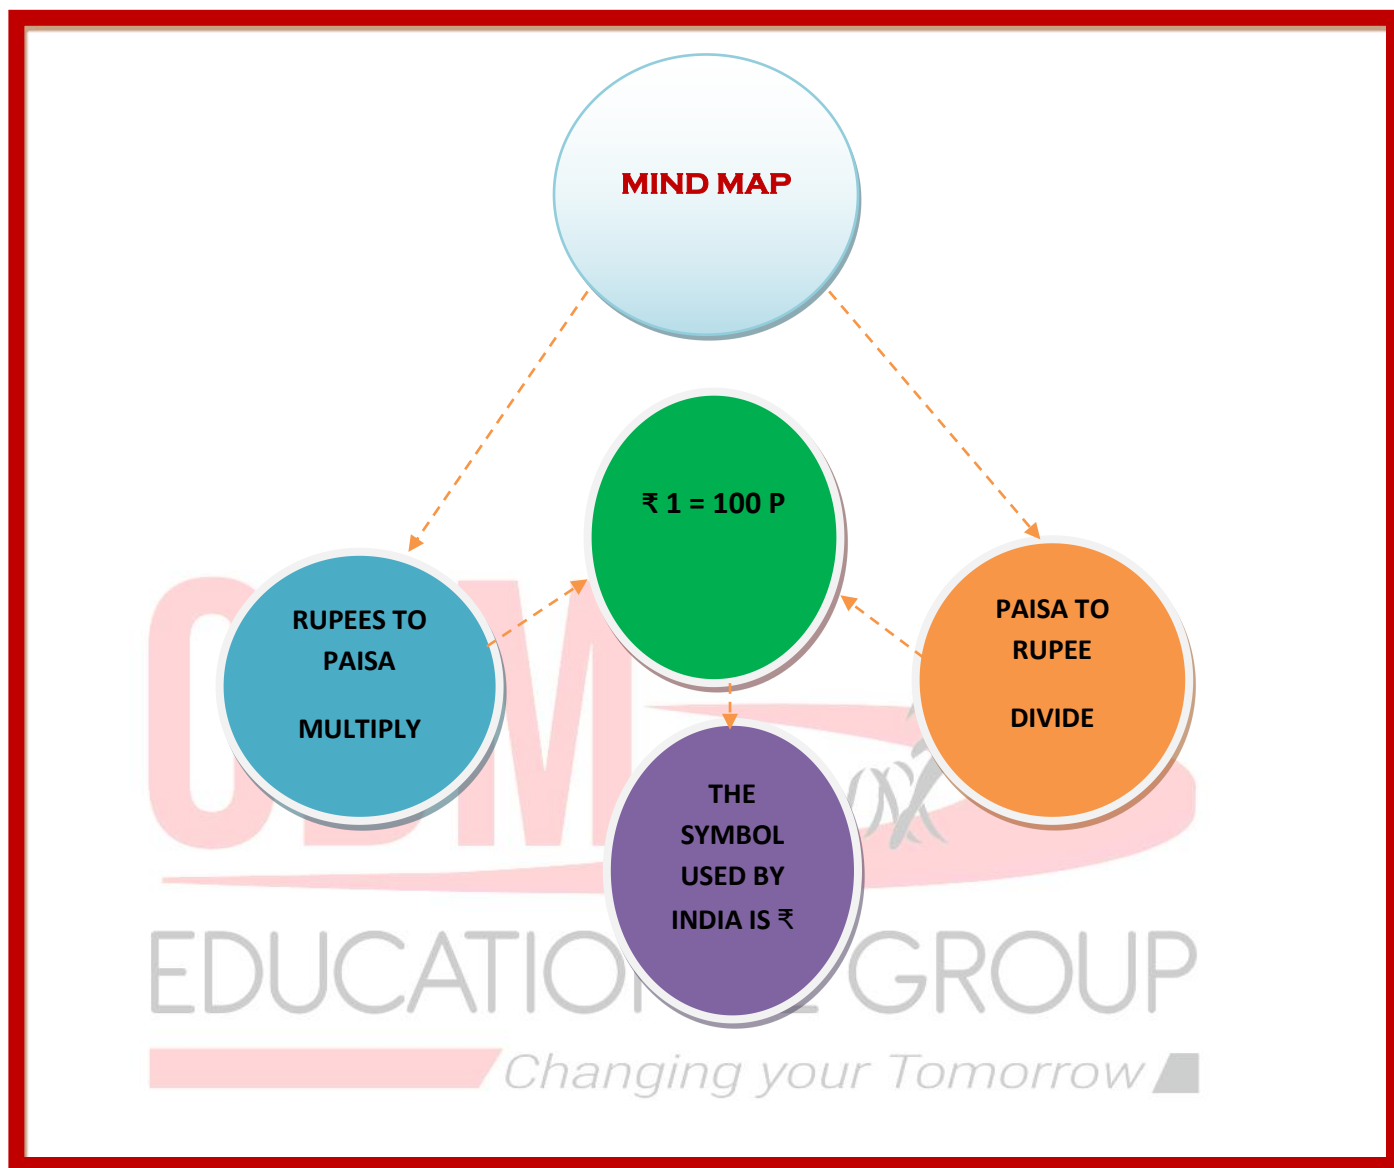 MIND MAP
₹ 1 = 100 P
RUPEES TO
PAISA
MULTIPLY
PAISA TO
RUPEE
DIVIDE
THE
SYMBOL
USED BY
INDIA IS ₹
GROUP
Changing your Tomorrow